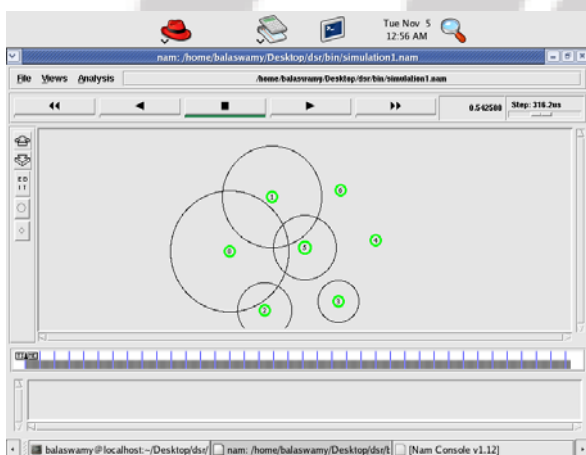 Tue Nov 5
12:56 AM
nam: /home/balaswamy/Desktop/dsr/bin/simulation1.nam
File Views Analysis /home/balaswamy/Desktop/dsr/bin/simulation1.nam
0.542500 Step: 316.2us
ED
IT
1
6
5
4
0
2
3
balaswamy@localhost:~/Desktop/dsr/ nam: /home/balaswamy/Desktop/dsr/b [Nam Console v1.12]